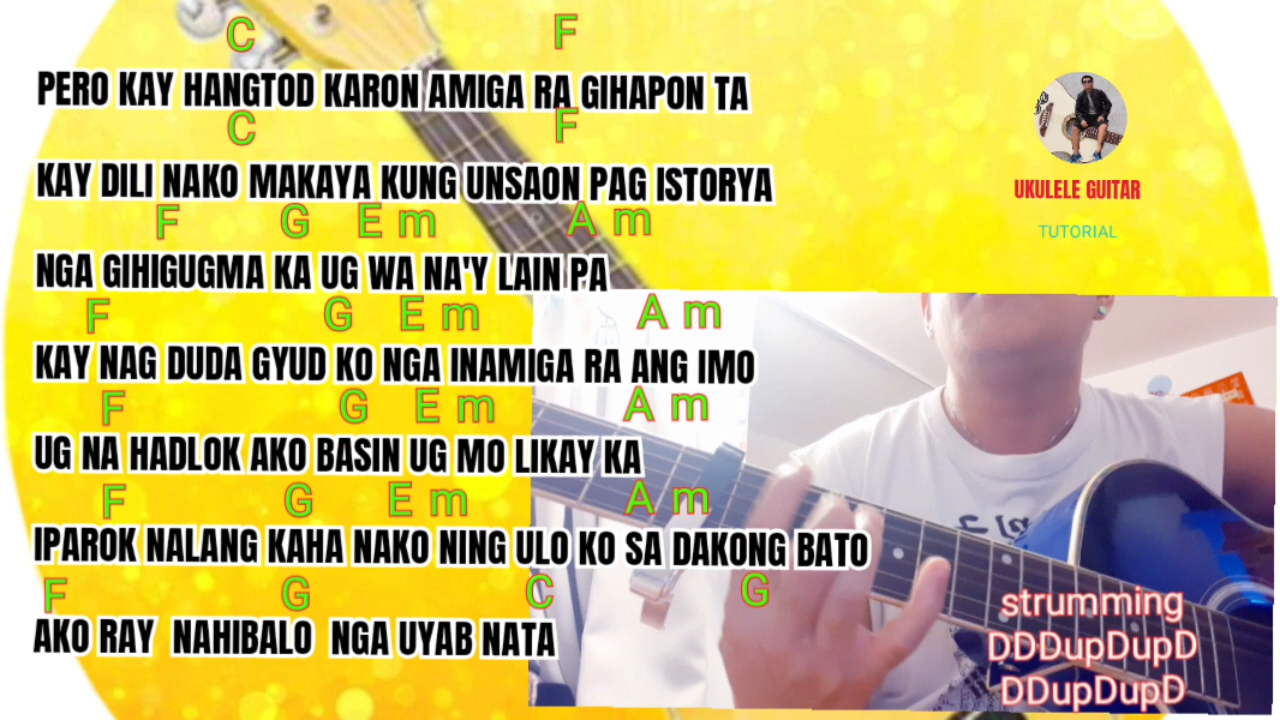 C F
PERO KAY HANGTOD KARON AMIGA RA GIHAPON TA
C F
KAY DILI NAKO MAKAYA KUNG UNSAON PAG ISTORYA
F G Em Am
NGA GIHIGUGMA KA UG WA NA'Y LAIN PA
F G Em Am
KAY NAG DUDA GYUD KO NGA INAMIGA RA ANG IMO
F G Em Am
UG NA HADLOK AKO BASIN UG MO LIKAY KA
F G Em Am
IPAROK NALANG KAHA NAKO NING ULO KO SA DAKONG BATO
F G C G
AKO RAY NAHIBALO NGA UYAB NATA
UKULELE GUITAR
TUTORIAL
strumming
DDDupDupD
DDupDupD